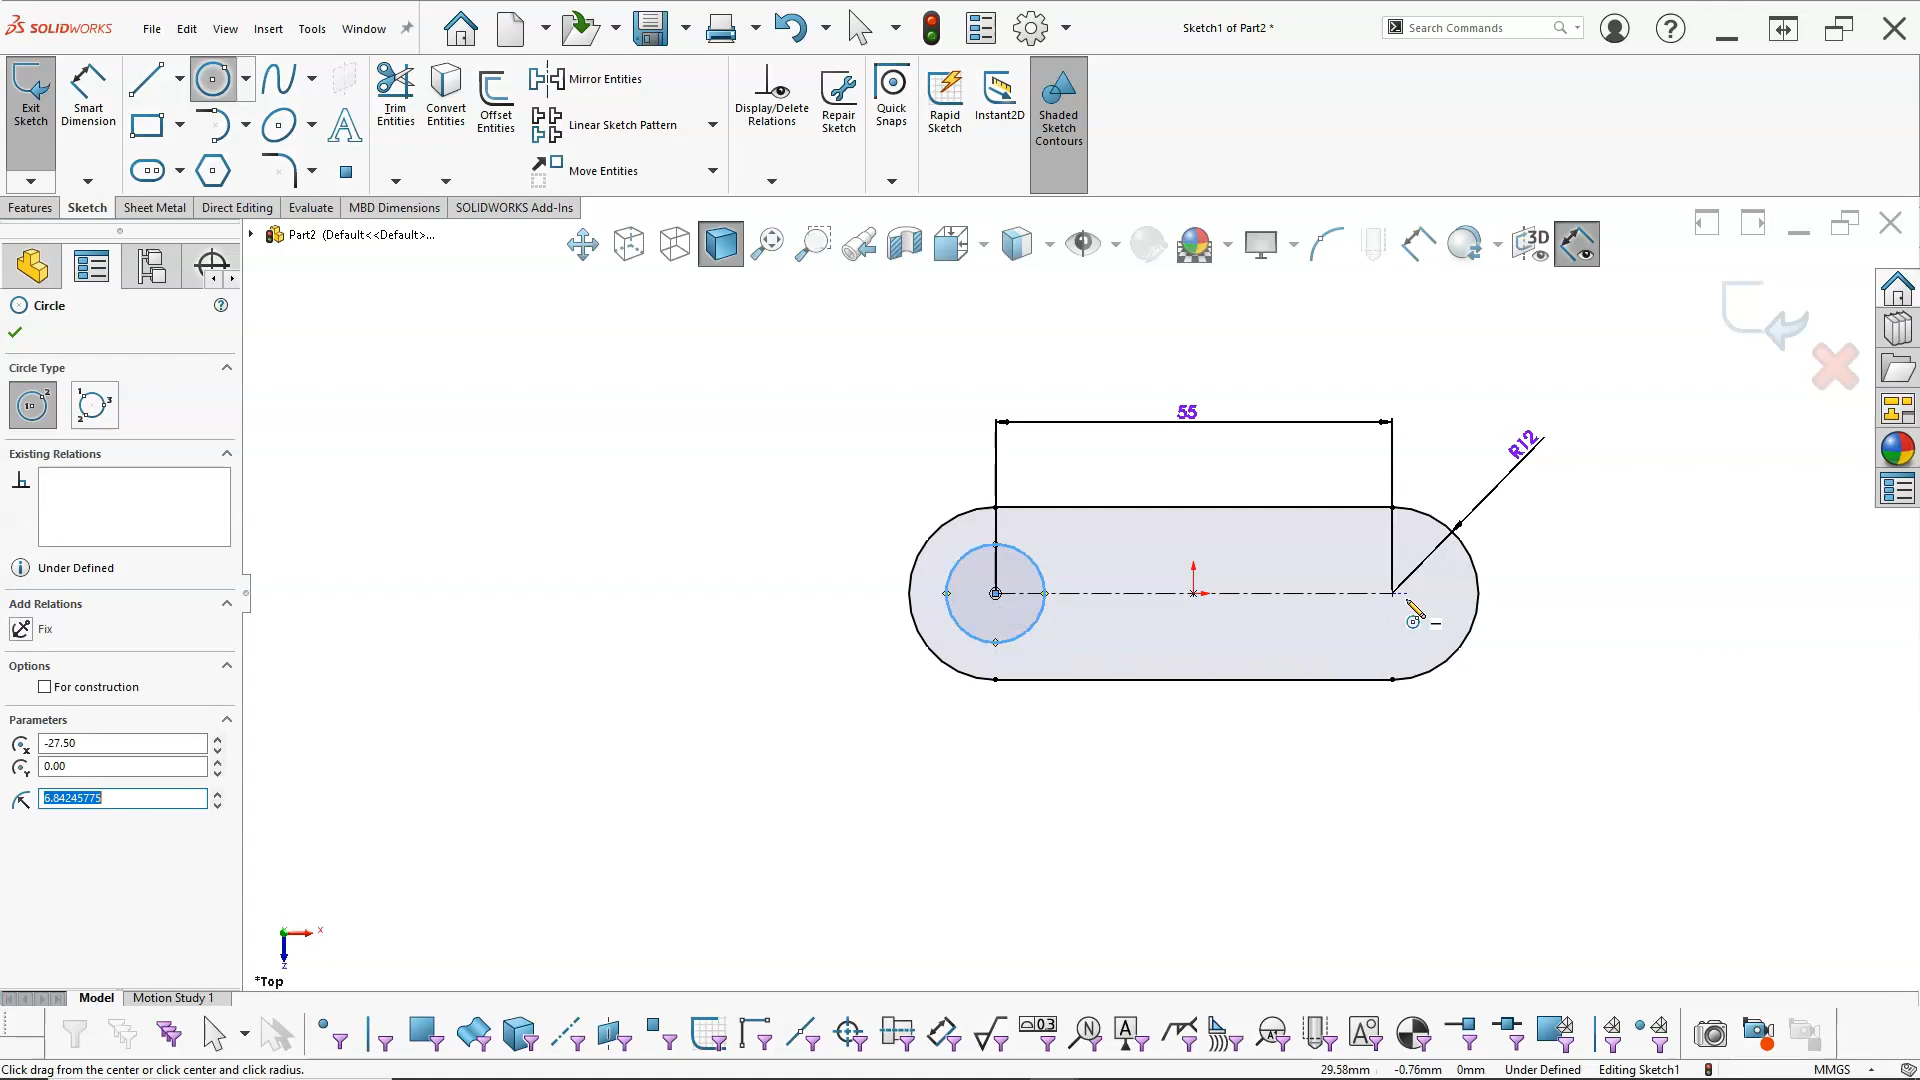 SOLIDWORKS File Edit View Insert Tools Window Sketch1 of Part2 * Search Commands
Exit Sketch
Smart Dimension
Trim Entities
Convert Entities
Offset Entities
Mirror Entities
Linear Sketch Pattern
Move Entities
Display/Delete Relations
Repair Sketch
Quick Snaps
Rapid Sketch
Instant2D
Shaded Sketch Contours
Features Sketch Sheet Metal Direct Editing Evaluate MBD Dimensions SOLIDWORKS Add-Ins
Part2 (Default<<Default>...
3D
Circle
Circle Type
Existing Relations
Under Defined
Add Relations
Fix
Options
For construction
Parameters
-27.50
0.00
6.84245775
55
R12
X
Z
*Top
Model Motion Study 1
Click drag from the center or click center and click radius. 29.58mm -0.76mm 0mm Under Defined Editing Sketch1 MMGS